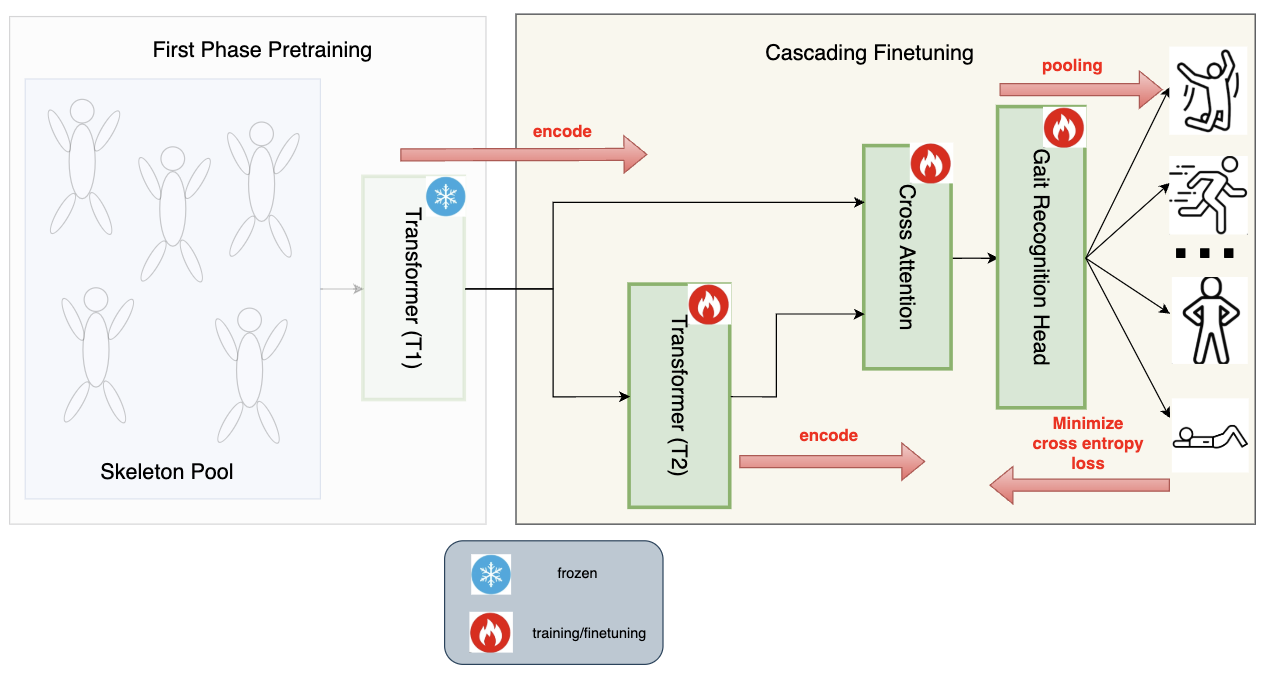 First Phase Pretraining
Skeleton Pool
Transformer (T1)
encode
Cascading Finetuning
Transformer (T2)
encode
Cross Attention
Gait Recognition Head
pooling
Minimize
cross entropy
loss
frozen
training/finetuning